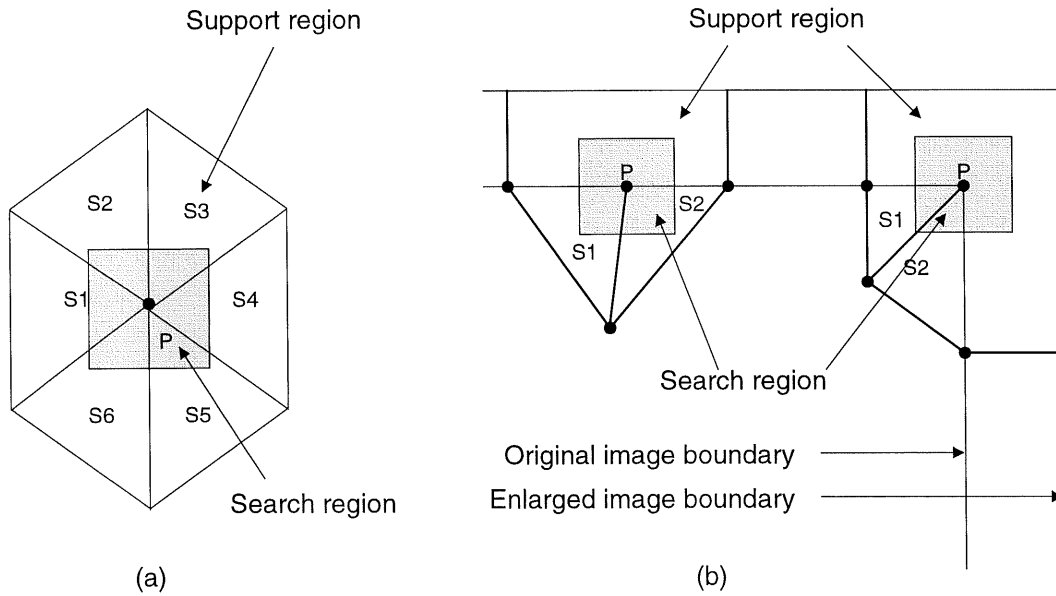 Support region
S2
S3
S1
S4
P
S6
S5
Search region
(a)
Support region
P
P
S2
S1
S1
S2
Search region
Original image boundary
Enlarged image boundary
(b)